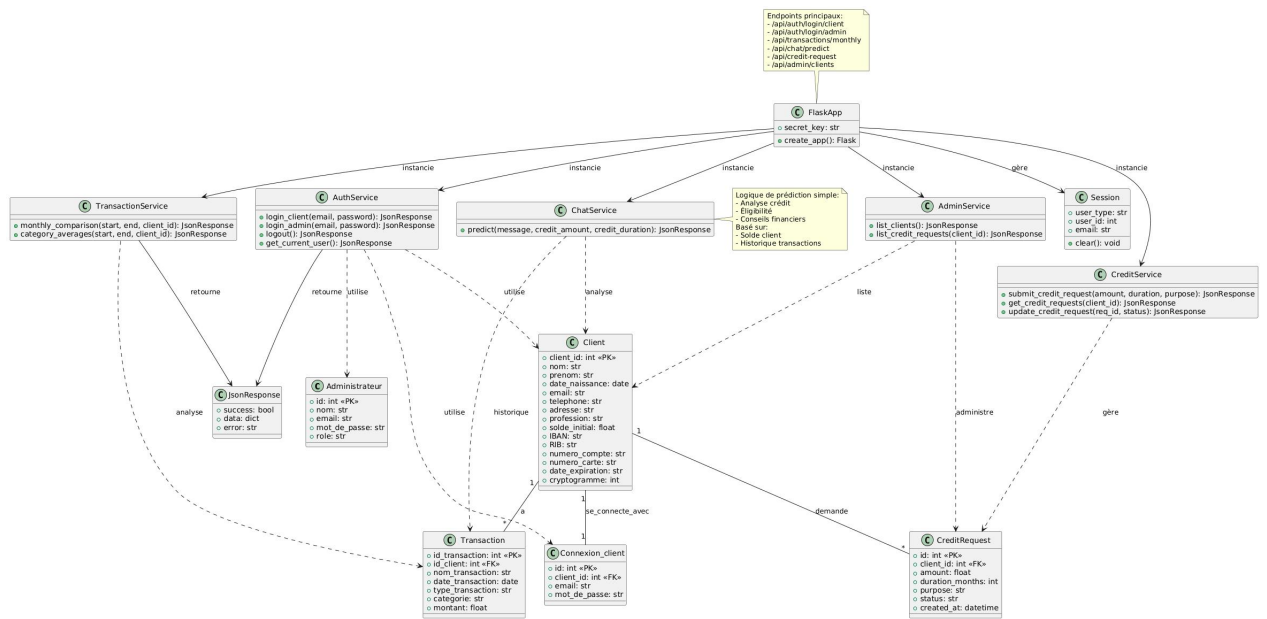 Endpoints principaux:
- /api/auth/login/client
- /api/auth/login/admin
- /api/transactions/monthly
- /api/chat/predict
- /api/credit-request
- /api/admin/clients
C FlaskApp
secret_key: str
create_app(): Flask
instancie
instancie
instancie
instancie
gère
instancie
C TransactionService
monthly_comparison(start, end, client_id): JsonResponse
category_averages(start, end, client_id): JsonResponse
C AuthService
login_client(email, password): JsonResponse
login_admin(email, password): JsonResponse
logout(): JsonResponse
get_current_user(): JsonResponse
C ChatService
predict(message, credit_amount, credit_duration): JsonResponse
Logique de prédiction simple:
- Analyse crédit
- Éligibilité
- Conseils financiers
Basé sur:
- Solde client
- Historique transactions
C AdminService
list_clients(): JsonResponse
list_credit_requests(client_id): JsonResponse
C Session
user_type: str
user_id: int
email: str
clear(): void
C CreditService
submit_credit_request(amount, duration, purpose): JsonResponse
get_credit_requests(client_id): JsonResponse
update_credit_request(req_id, status): JsonResponse
retourne
retourne
utilise
utilise
analyse
liste
C JsonResponse
success: bool
data: dict
error: str
C Administrateur
id: int «PK»
nom: str
email: str
mot_de_passe: str
role: str
C Client
client_id: int «PK»
nom: str
prenom: str
date_naissance: date
email: str
telephone: str
adresse: str
profession: str
solde_initial: float
IBAN: str
RIB: str
numero_compte: str
numero_carte: str
date_expiration: str
cryptogramme: int
analyse
utilise
historique
administre
gère
1
1
1
a
se_connecte_avec
demande
*
1
*
C Transaction
id_transaction: int «PK»
id_client: int «FK»
nom_transaction: str
date_transaction: date
type_transaction: str
categorie: str
montant: float
C Connexion_client
id: int «PK»
client_id: int «FK»
email: str
mot_de_passe: str
C CreditRequest
id: int «PK»
client_id: int «FK»
amount: float
duration_months: int
purpose: str
status: str
created_at: datetime